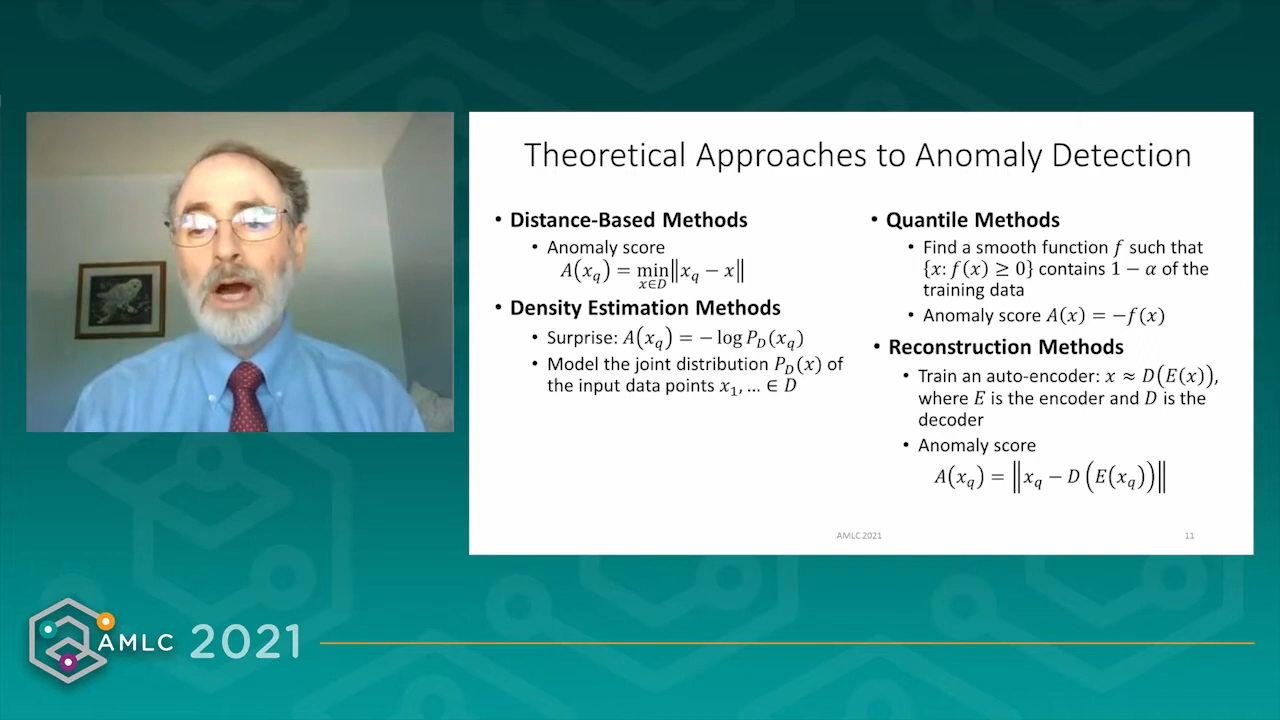 Theoretical Approaches to Anomaly Detection
• Distance-Based Methods
• Anomaly score
A(x_q) = min_{x∈D} ‖x_q − x‖
• Density Estimation Methods
• Surprise: A(x_q) = − log P_D(x_q)
• Model the joint distribution P_D(x) of
the input data points x_1, … ∈ D
• Quantile Methods
• Find a smooth function f such that
{x: f(x) ≥ 0} contains 1 − α of the
training data
• Anomaly score A(x) = −f(x)
• Reconstruction Methods
• Train an auto-encoder: x ≈ D(E(x)),
where E is the encoder and D is the
decoder
• Anomaly score
A(x_q) = ‖x_q − D(E(x_q))‖
AMLC 2021
11
AMLC 2021